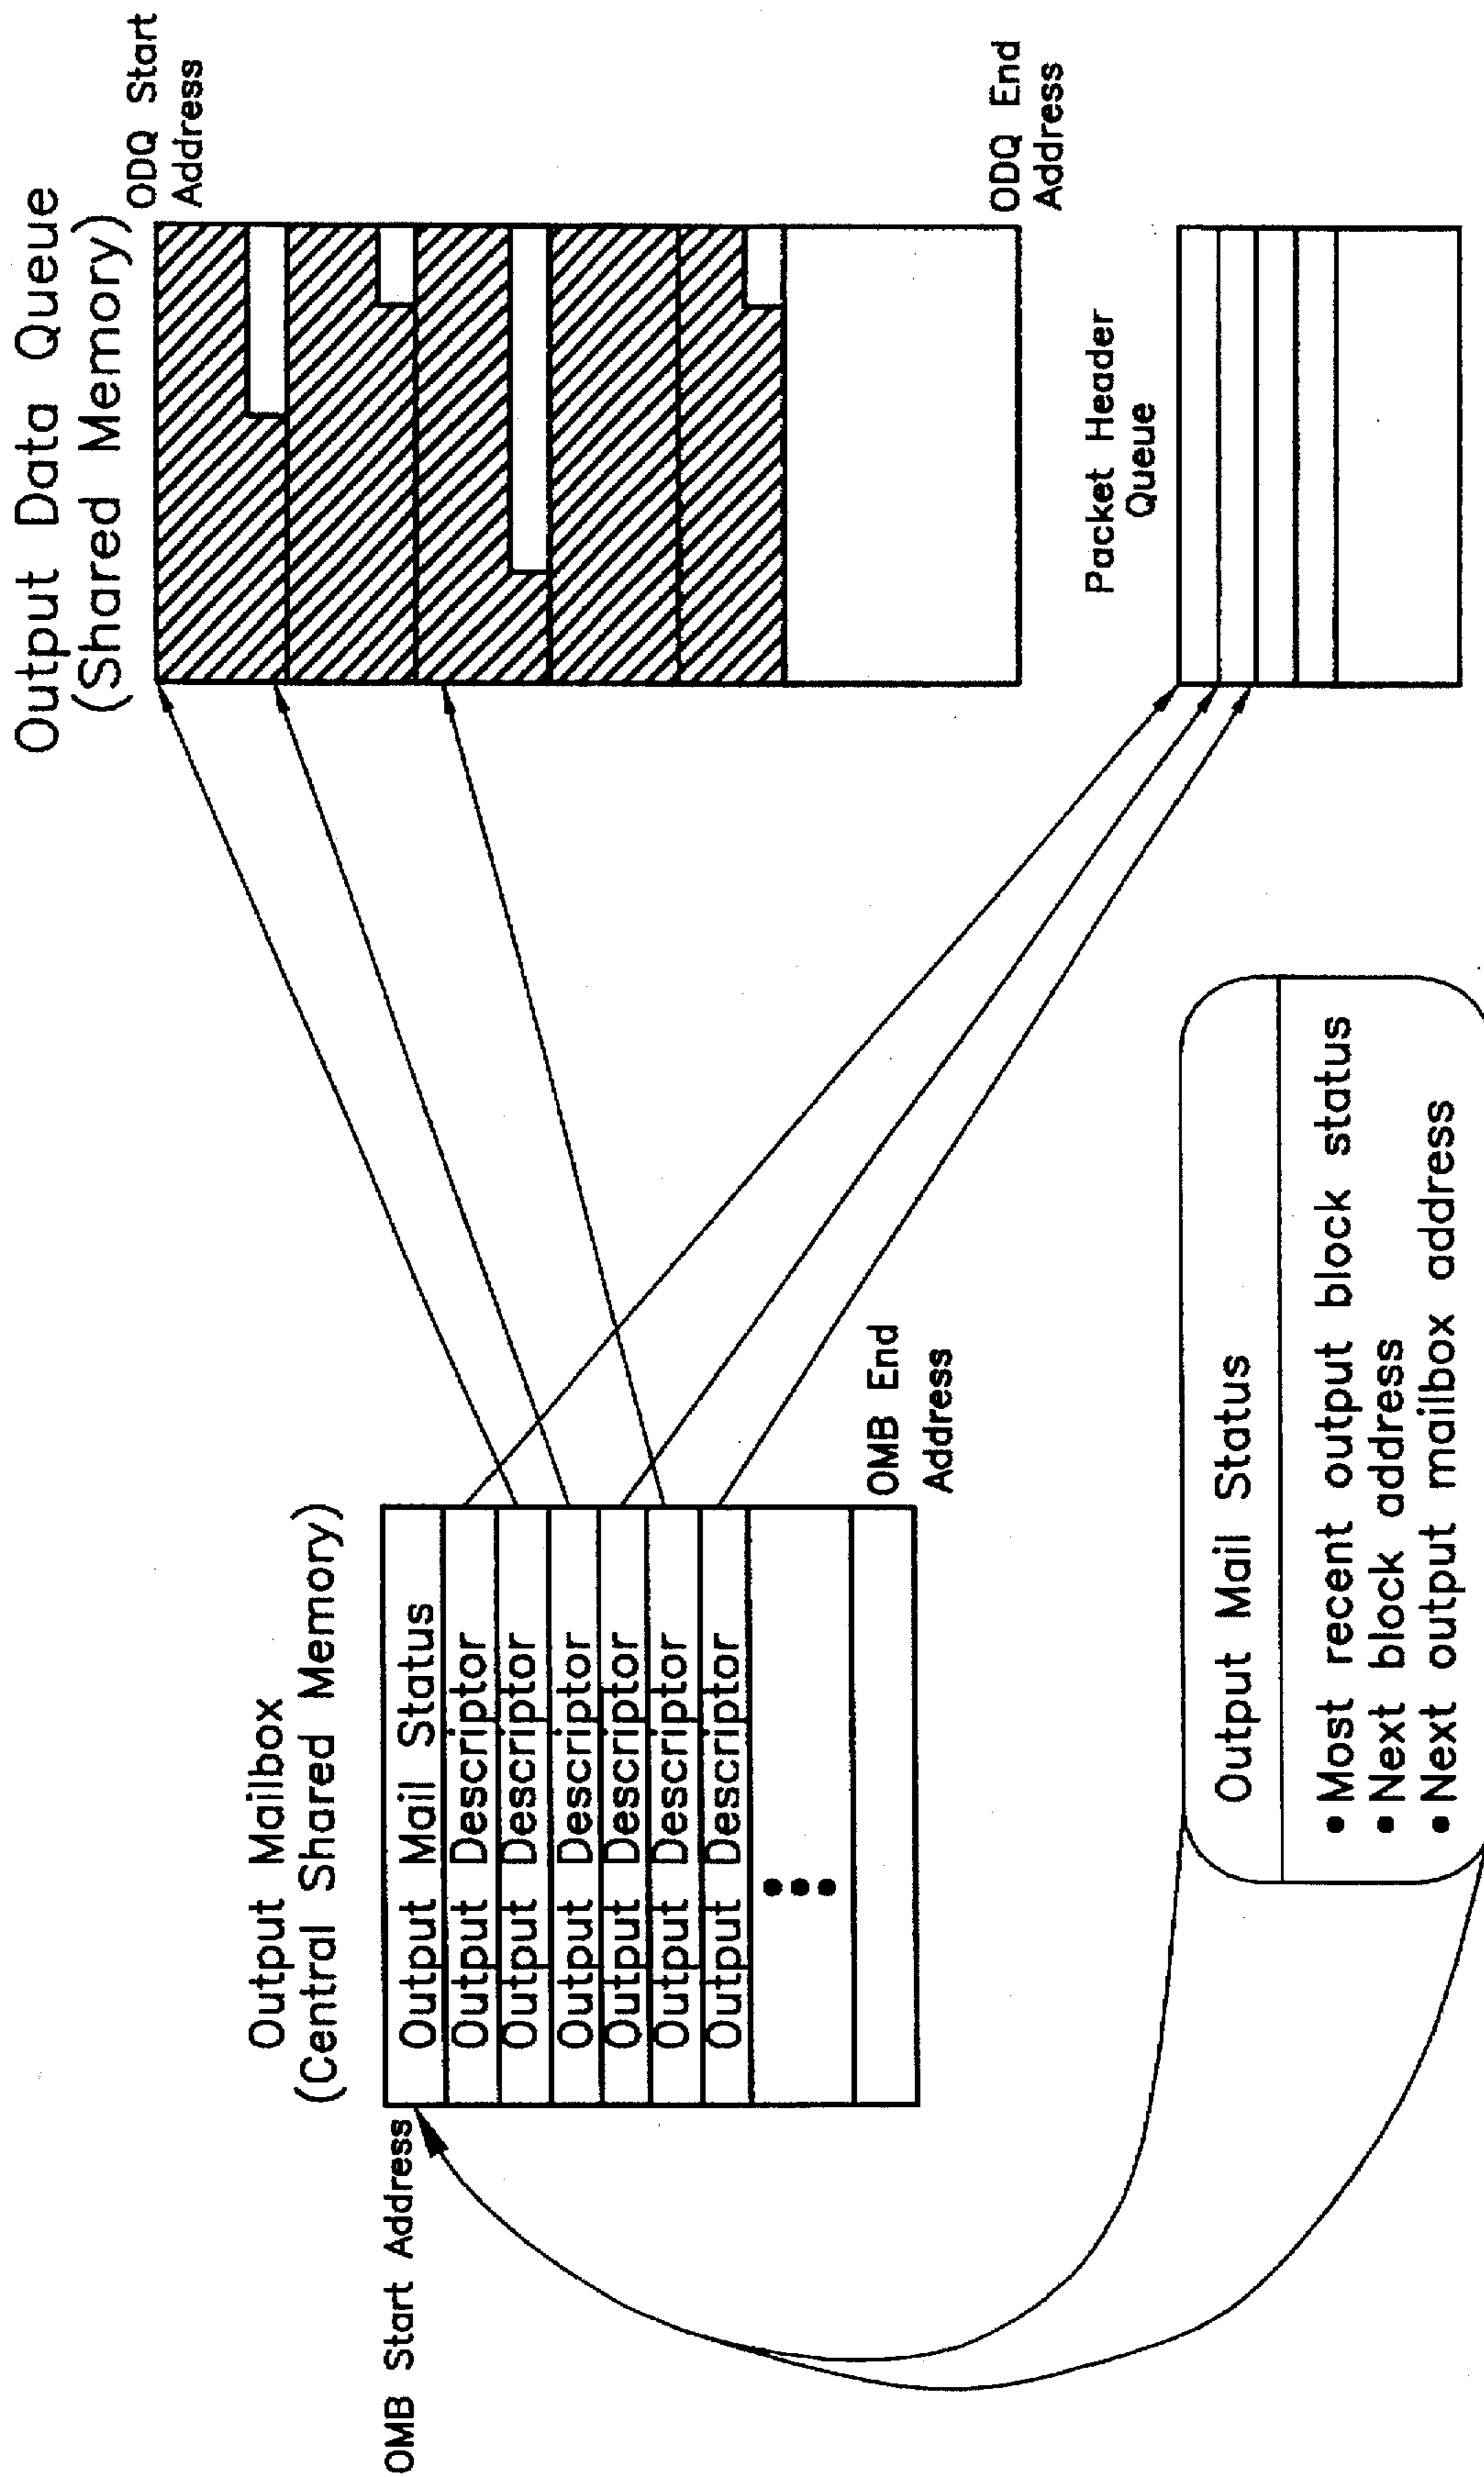 Output Mailbox
(Central Shared Memory)
OMB Start Address
Output Mail Status
Output Descriptor
Output Descriptor
Output Descriptor
Output Descriptor
Output Descriptor
Output Descriptor
OMB End
Address
Output Data Queue
(Shared Memory)
ODQ Start
Address
ODQ End
Address
Packet Header
Queue
Output Mail Status
• Most recent output block status
• Next block address
• Next output mailbox address